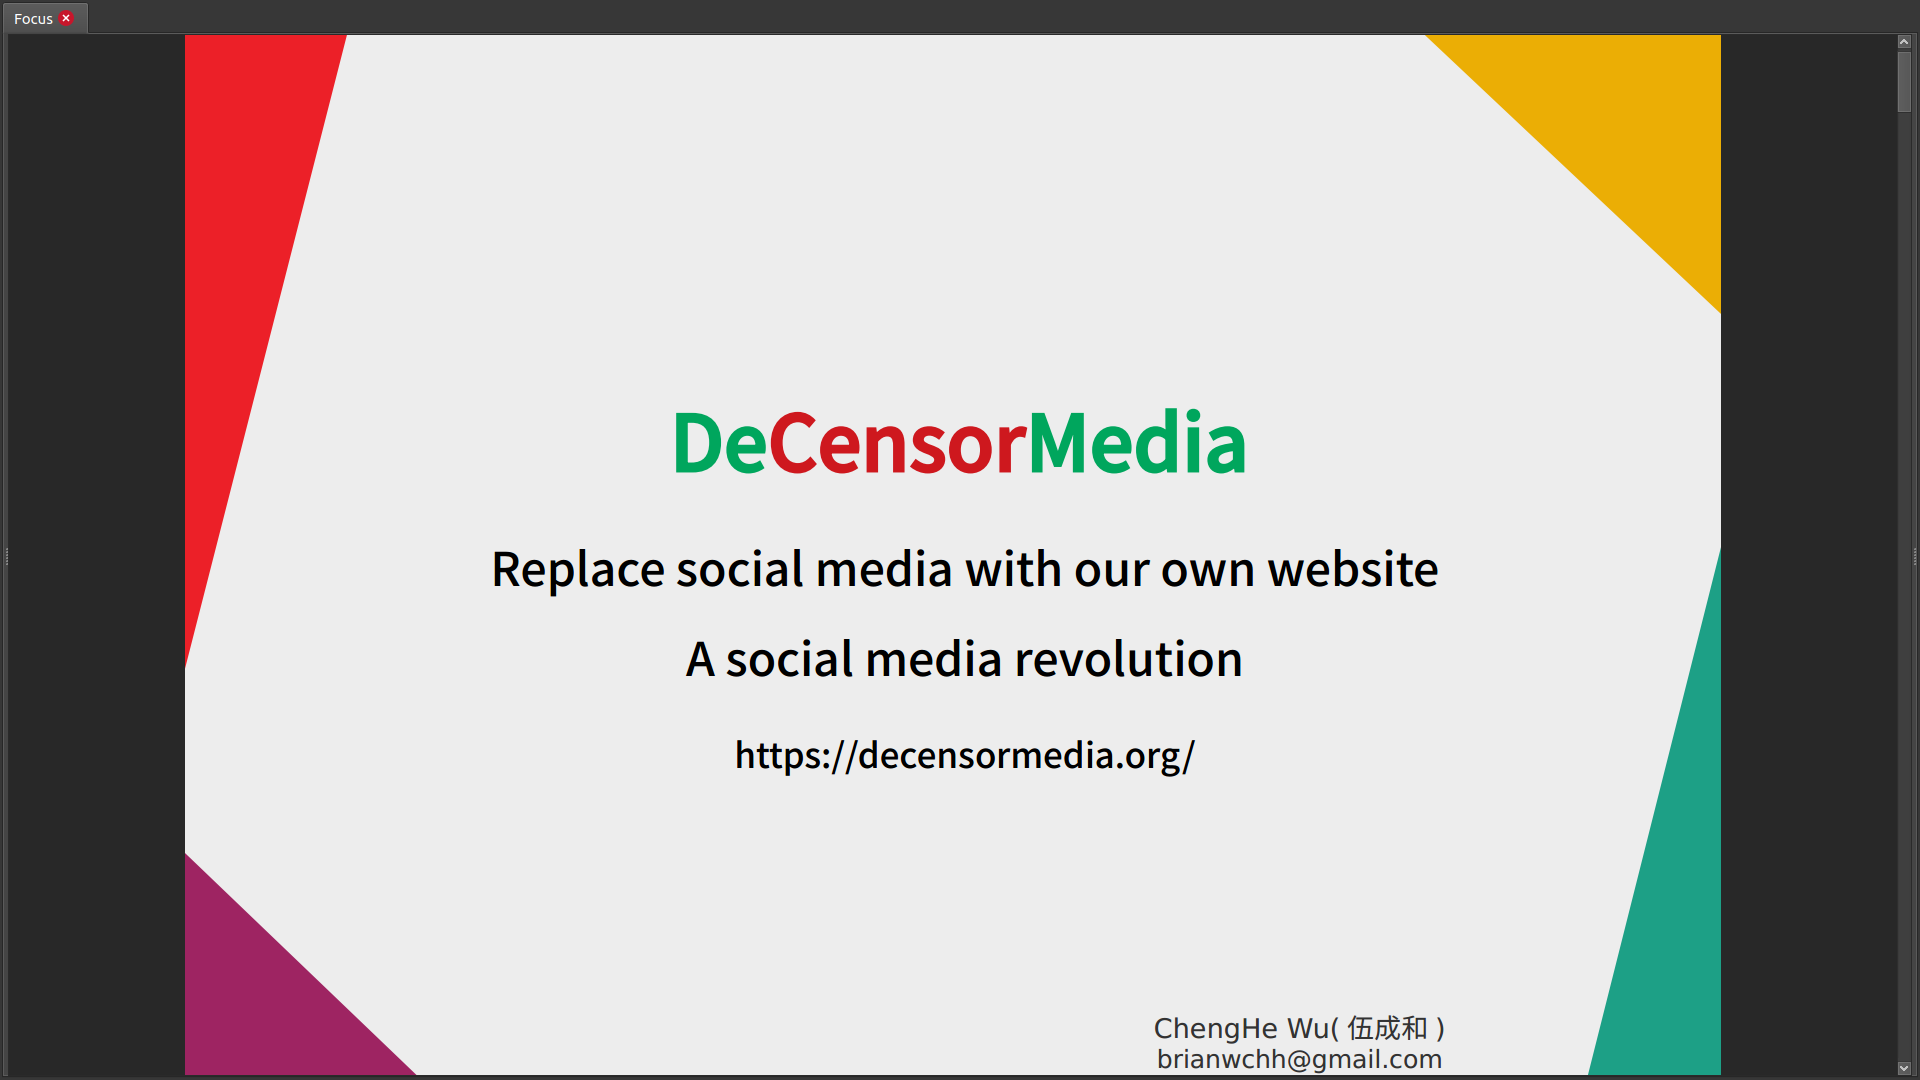 Focus
DeCensorMedia
Replace social media with our own website
A social media revolution
https://decensormedia.org/
ChengHe Wu( 伍成和 )
brianwchh@gmail.com